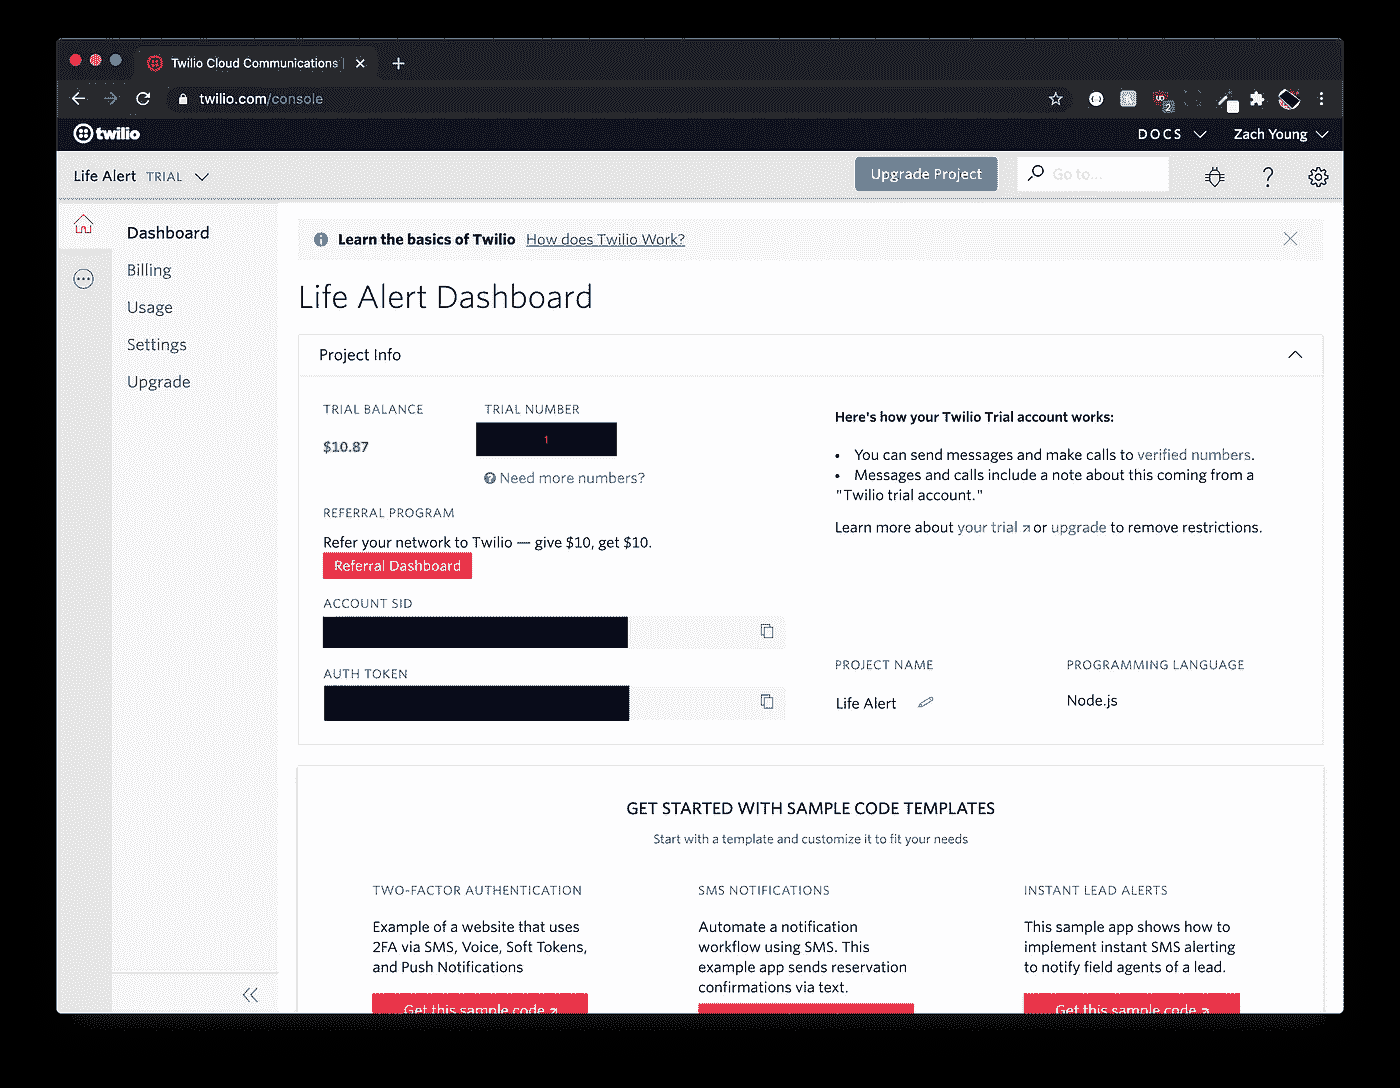 Twilio Cloud Communications |
twilio.com/console
twilio
DOCS
Zach Young
Life Alert TRIAL
Upgrade Project
Go to...
Dashboard
Billing
Usage
Settings
Upgrade
Learn the basics of Twilio How does Twilio Work?
Life Alert Dashboard
Project Info
TRIAL BALANCE
$10.87
TRIAL NUMBER
1
Need more numbers?
REFERRAL PROGRAM
Refer your network to Twilio — give $10, get $10.
Referral Dashboard
ACCOUNT SID
AUTH TOKEN
Here's how your Twilio Trial account works:
• You can send messages and make calls to verified numbers.
• Messages and calls include a note about this coming from a
"Twilio trial account."
Learn more about your trial or upgrade to remove restrictions.
PROJECT NAME
Life Alert
PROGRAMMING LANGUAGE
Node.js
GET STARTED WITH SAMPLE CODE TEMPLATES
Start with a template and customize it to fit your needs
TWO-FACTOR AUTHENTICATION
Example of a website that uses
2FA via SMS, Voice, Soft Tokens,
and Push Notifications
Get this sample code
SMS NOTIFICATIONS
Automate a notification
workflow using SMS. This
example app sends reservation
confirmations via text.
INSTANT LEAD ALERTS
This sample app shows how to
implement instant SMS alerting
to notify field agents of a lead.
Get this sample code